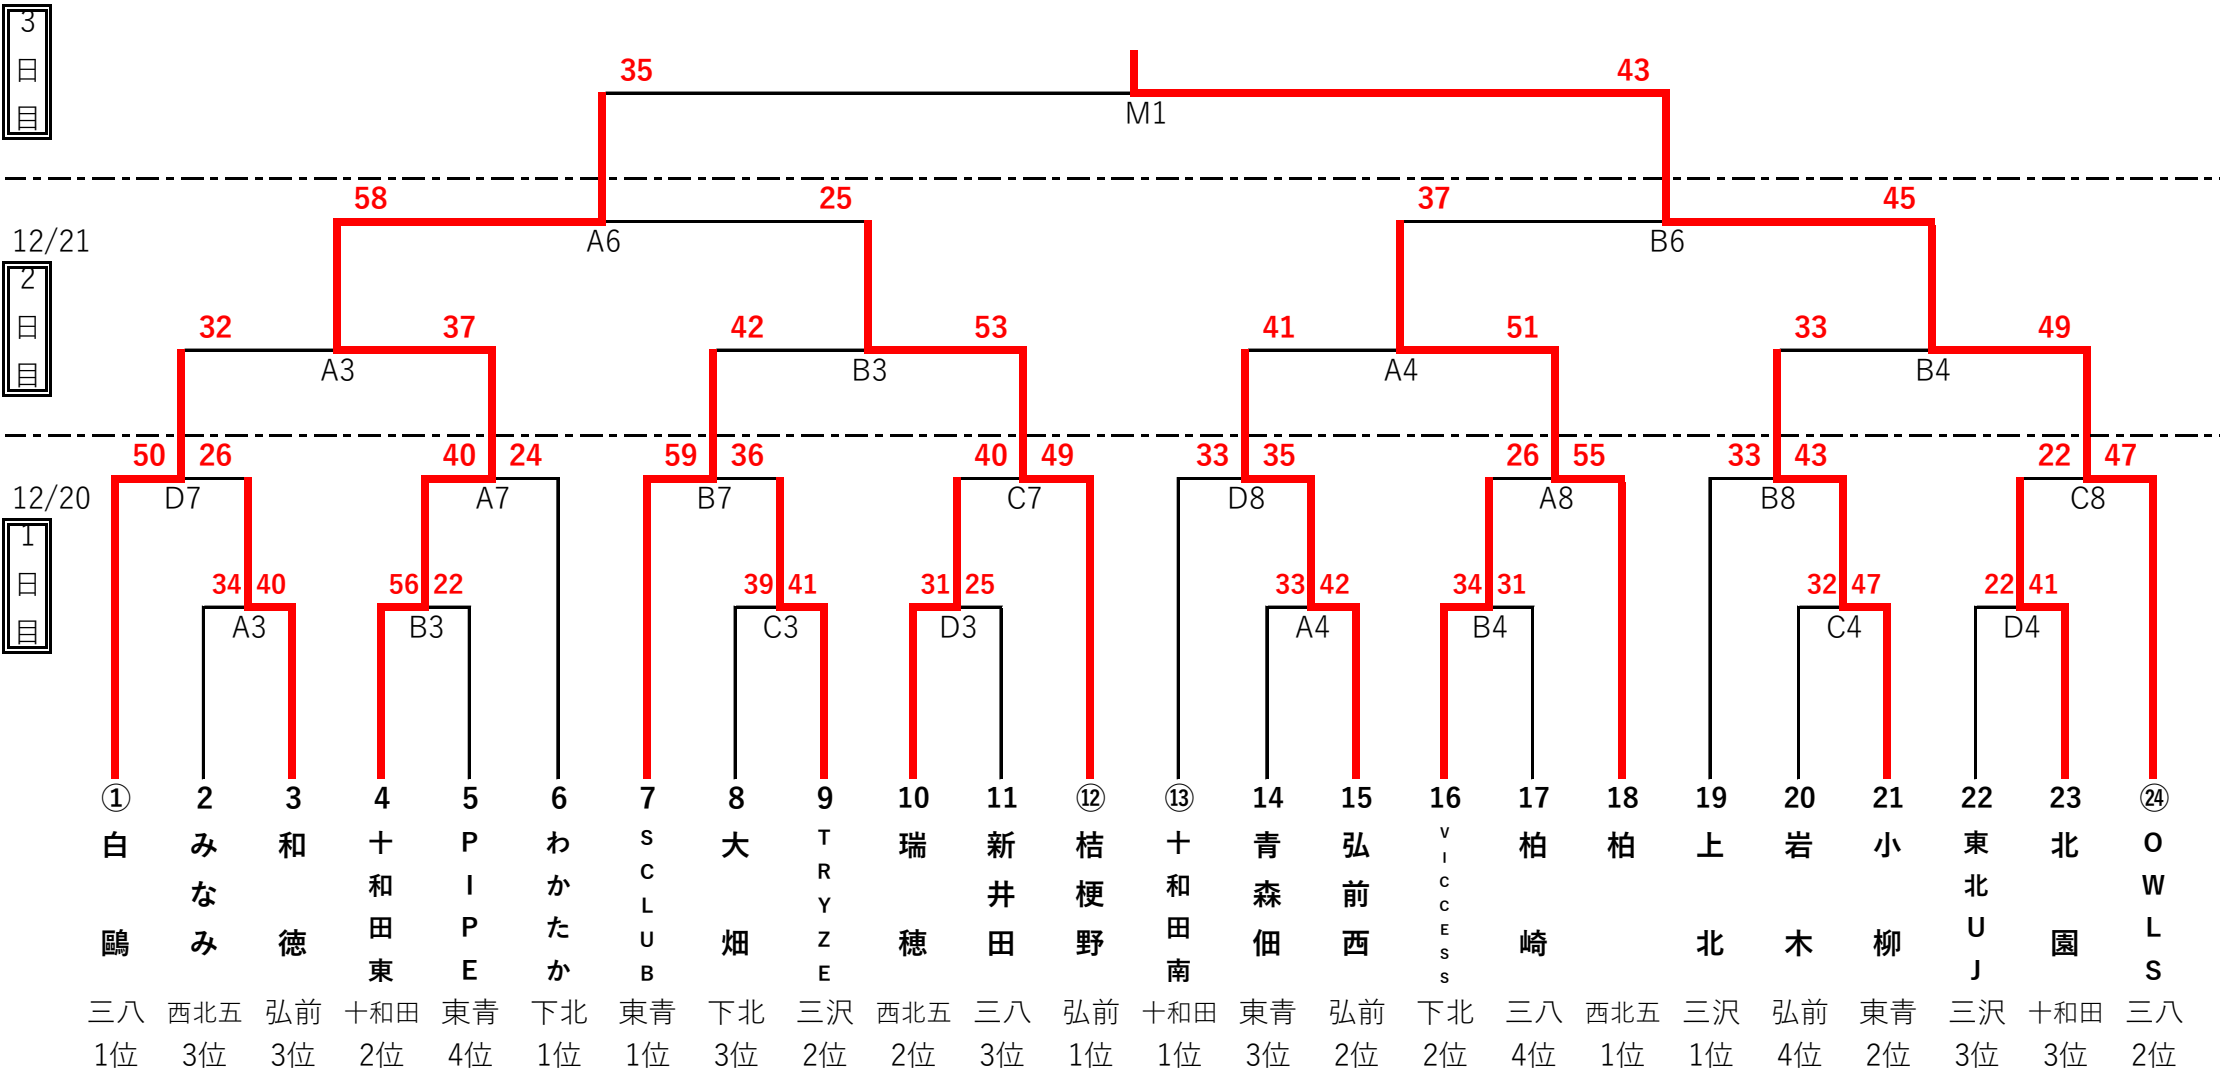 3日目
35 43
M1
58 25 37 45
12/21
A6 B6
2日目
32 37 42 53 41 51 33 49
A3 B3 A4 B4
50 26 40 24 59 36 40 49 33 35 26 55 33 43 22 47
12/20
D7 A7 B7 C7 D8 A8 B8 C8
1日目
34 40 56 22 39 41 31 25 33 42 34 31 32 47 22 41
A3 B3 C3 D3 A4 B4 C4 D4
① 2 3 4 5 6 7 8 9 10 11 ⑫ ⑬ 14 15 16 17 18 19 20 21 22 23 ㉔
白鷗
みなみ
和徳
十和田東
PIPE
わかたか
SCLUB
大畑
TRYZE
瑞穂
新井田
桔梗野
十和田南
青森佃
弘前西
VICCESS
柏崎
柏
上北
岩木
小柳
東北UJ
北園
OWLS
三八 西北五 弘前 十和田 東青 下北 東青 下北 三沢 西北五 三八 弘前 十和田 東青 弘前 下北 三八 西北五 三沢 弘前 東青 三沢 十和田 三八
1位 3位 3位 2位 4位 1位 1位 3位 2位 2位 3位 1位 1位 3位 2位 2位 4位 1位 1位 4位 2位 3位 3位 2位